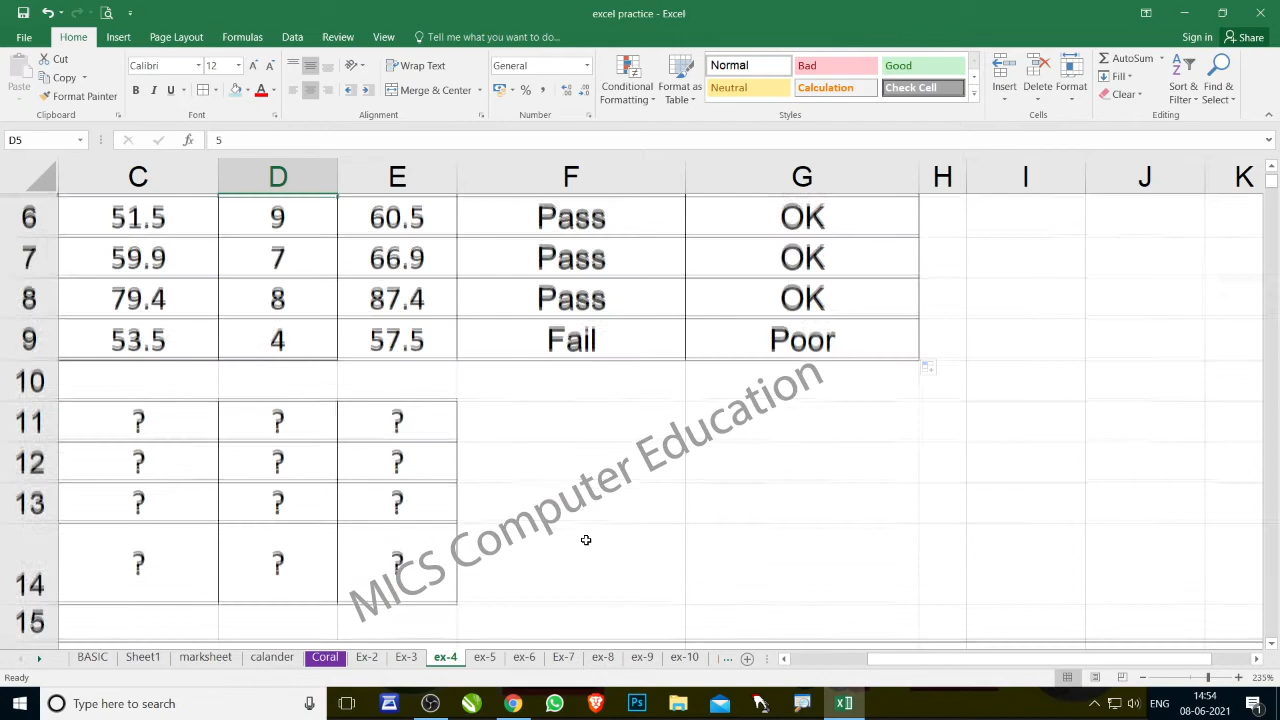 excel practice - Excel
Sign in Share
File Home Insert Page Layout Formulas Data Review View Tell me what you want to do...
Cut
Copy
Format Painter
Paste
Calibri 12
B I U A
Wrap Text
Merge & Center
General
%
Conditional Formatting
Format as Table
Normal Bad Good
Neutral Calculation Check Cell
Insert Delete Format
AutoSum
Fill
Clear
Sort & Filter
Find & Select
Clipboard Font Alignment Number Styles Cells Editing
D5 fx 5
C D E F G H I J K
6 51.5 9 60.5 Pass OK
7 59.9 7 66.9 Pass OK
8 79.4 8 87.4 Pass OK
9 53.5 4 57.5 Fail Poor
10
11 ? ? ?
12 ? ? ?
13 ? ? ?
14 ? ? ?
15
MICS Computer Education
BASIC Sheet1 marksheet calander Coral Ex-2 Ex-3 ex-4 ex-5 ex-6 Ex-7 ex-8 ex-9 ex-10 ...
235%
Type here to search
Ps
ENG
14:54
08-06-2021